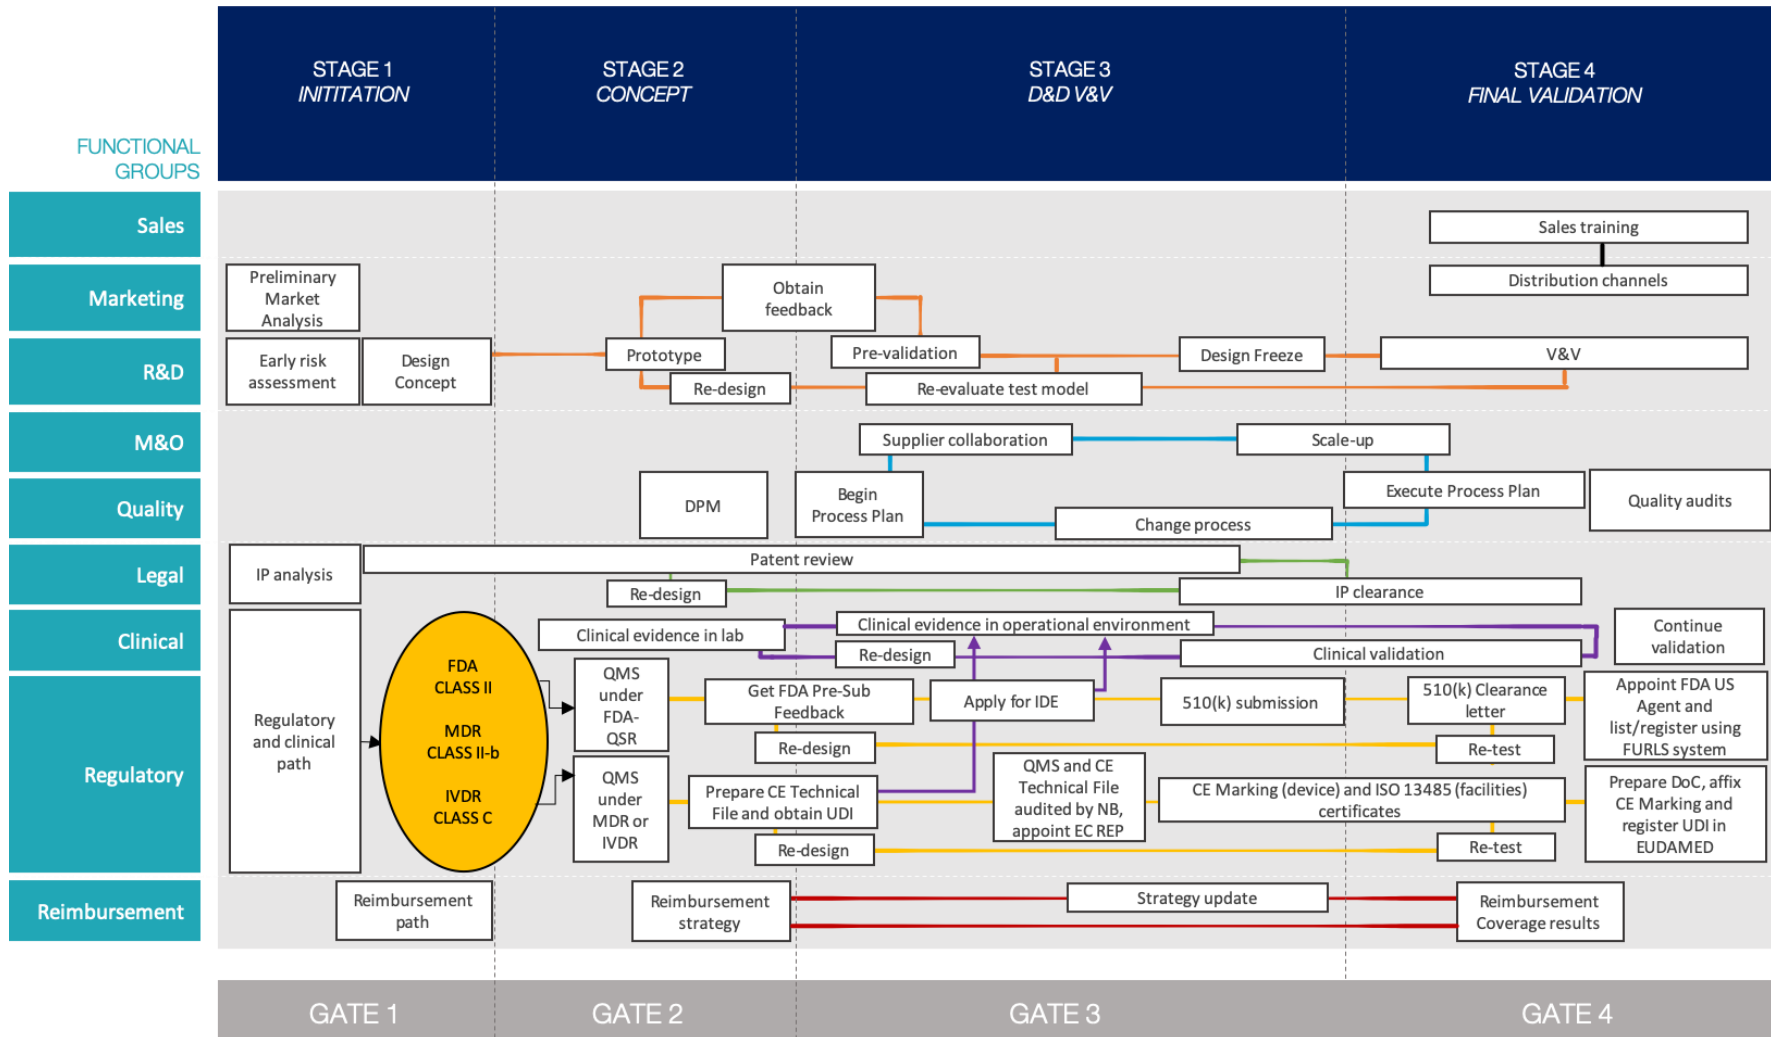 STAGE 1
INITITATION
STAGE 2
CONCEPT
STAGE 3
D&D V&V
STAGE 4
FINAL VALIDATION
FUNCTIONAL
GROUPS
Sales
Sales training
Marketing
Preliminary
Market
Analysis
Obtain
feedback
Distribution channels
R&D
Early risk
assessment
Design
Concept
Prototype
Re-design
Pre-validation
Re-evaluate test model
Design Freeze
V&V
M&O
Supplier collaboration
Scale-up
Quality
DPM
Begin
Process Plan
Change process
Execute Process Plan
Quality audits
Legal
IP analysis
Patent review
Re-design
IP clearance
Clinical
Clinical evidence in lab
Clinical evidence in operational environment
Re-design
Clinical validation
Continue
validation
Regulatory
Regulatory
and clinical
path
FDA
CLASS II
MDR
CLASS II-b
IVDR
CLASS C
QMS
under
FDA-
QSR
Get FDA Pre-Sub
Feedback
Re-design
Apply for IDE
510(k) submission
510(k) Clearance
letter
Re-test
Appoint FDA US
Agent and
list/register using
FURLS system
QMS
under
MDR or
IVDR
Prepare CE Technical
File and obtain UDI
Re-design
QMS and CE
Technical File
audited by NB,
appoint EC REP
CE Marking (device) and ISO 13485 (facilities)
certificates
Re-test
Prepare DoC, affix
CE Marking and
register UDI in
EUDAMED
Reimbursement
Reimbursement
path
Reimbursement
strategy
Strategy update
Reimbursement
Coverage results
GATE 1
GATE 2
GATE 3
GATE 4